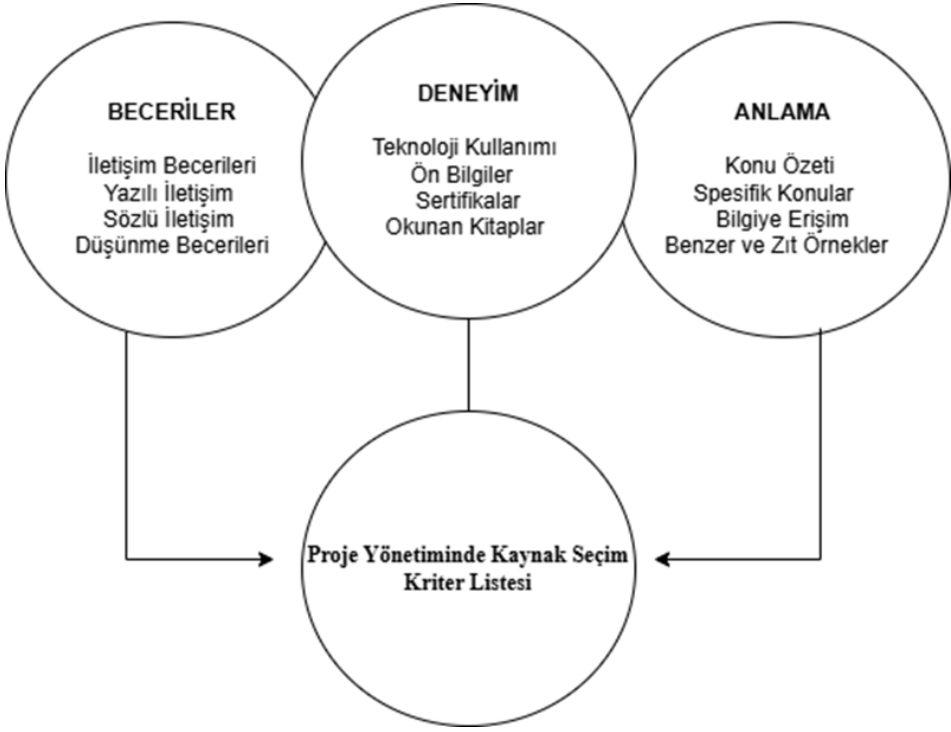 BECERİLER
İletişim Becerileri
Yazılı İletişim
Sözlü İletişim
Düşünme Becerileri
DENEYİM
Teknoloji Kullanımı
Ön Bilgiler
Sertifikalar
Okunan Kitaplar
ANLAMA
Konu Özeti
Spesifik Konular
Bilgiye Erişim
Benzer ve Zıt Örnekler
Proje Yönetiminde Kaynak Seçim
Kriter Listesi